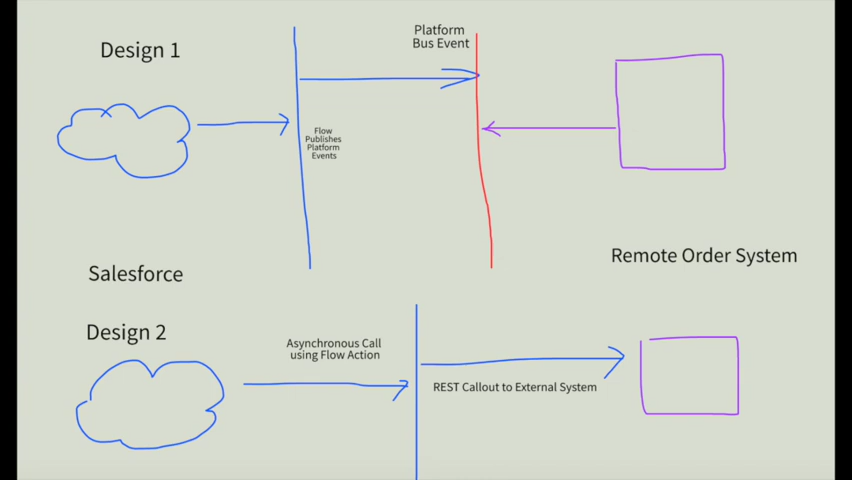 Design 1
Platform
Bus Event
Flow
Publishes
Platform
Events
Remote Order System
Salesforce
Design 2
Asynchronous Call
using Flow Action
REST Callout to External System